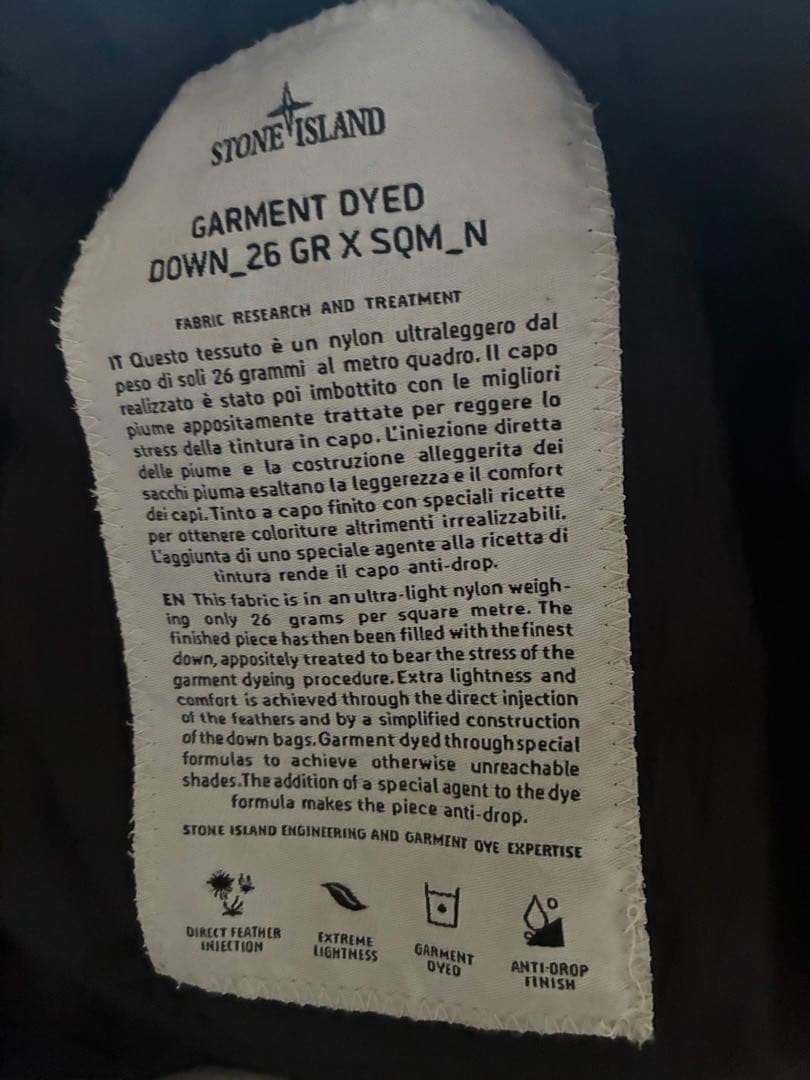 STONE ISLAND
GARMENT DYED
DOWN_26 GR X SQM_N
FABRIC RESEARCH AND TREATMENT
IT Questo tessuto è un nylon ultraleggero dal
peso di soli 26 grammi al metro quadro. Il capo
realizzato è stato poi imbottito con le migliori
piume appositamente trattate per reggere lo
stress della tintura in capo. L'iniezione diretta
delle piume e la costruzione alleggerita dei
sacchi piuma esaltano la leggerezza e il comfort
dei capi. Tinto a capo finito con speciali ricette
per ottenere coloriture altrimenti irrealizzabili.
L'aggiunta di uno speciale agente alla ricetta di
tintura rende il capo anti-drop.
EN This fabric is in an ultra-light nylon weigh-
ing only 26 grams per square metre. The
finished piece has then been filled with the finest
down, appositely treated to bear the stress of the
garment dyeing procedure. Extra lightness and
comfort is achieved through the direct injection
of the feathers and by a simplified construction
of the down bags. Garment dyed through special
formulas to achieve otherwise unreachable
shades. The addition of a special agent to the dye
formula makes the piece anti-drop.
STONE ISLAND ENGINEERING AND GARMENT DYE EXPERTISE
DIRECT FEATHER
INJECTION
EXTREME
LIGHTNESS
GARMENT
DYED
ANTI-DROP
FINISH